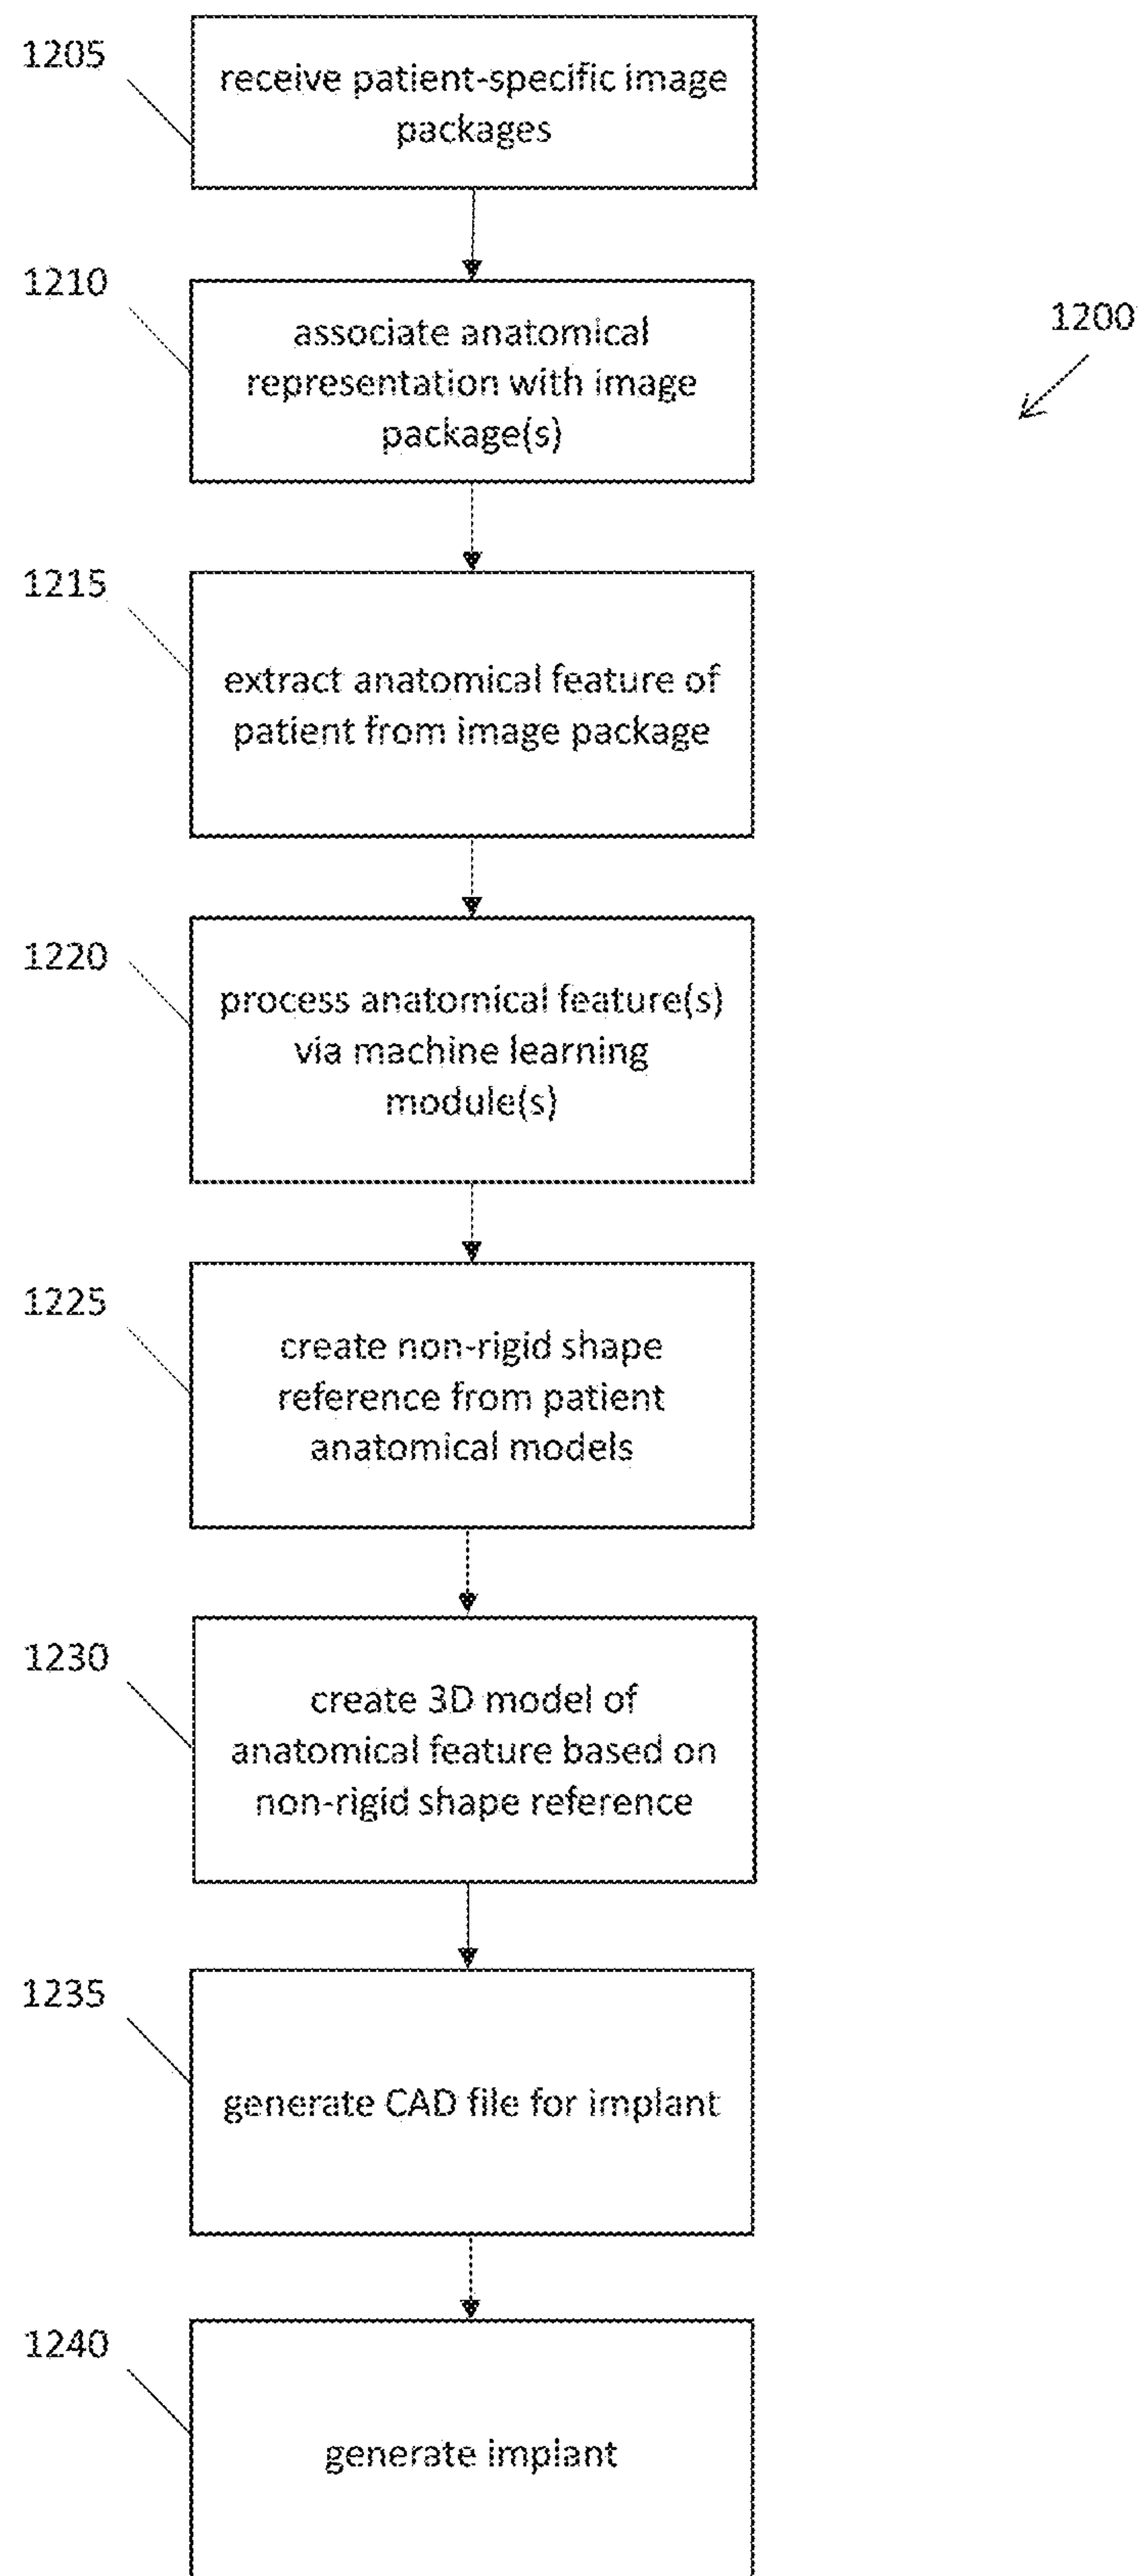 1205
receive patient-specific image
packages
1210
associate anatomical
representation with image
package(s)
1200
1215
extract anatomical feature of
patient from image package
1220
process anatomical feature(s)
via machine learning
module(s)
1225
create non-rigid shape
reference from patient
anatomical models
1230
create 3D model of
anatomical feature based on
non-rigid shape reference
1235
generate CAD file for implant
1240
generate implant